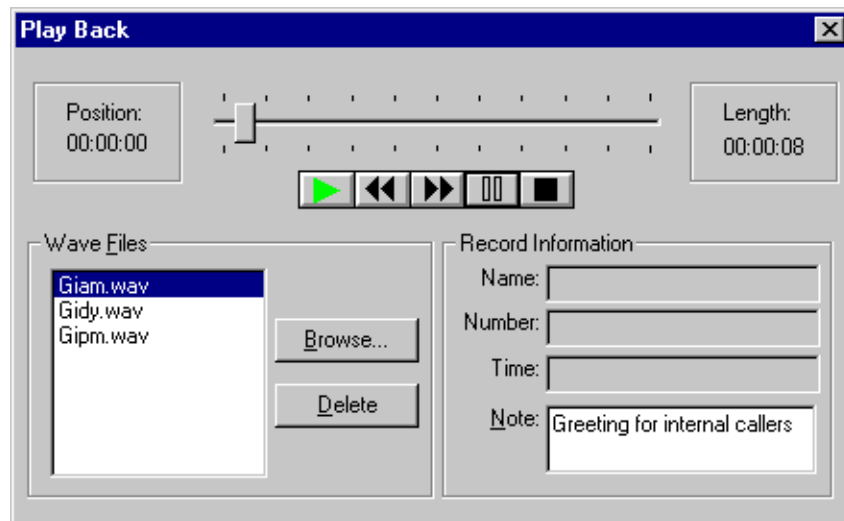 Play Back
Position:
00:00:00
Length:
00:00:08
Wave Files
Giam.wav
Gidy.wav
Gipm.wav
Browse...
Delete
Record Information
Name:
Number:
Time:
Note:
Greeting for internal callers